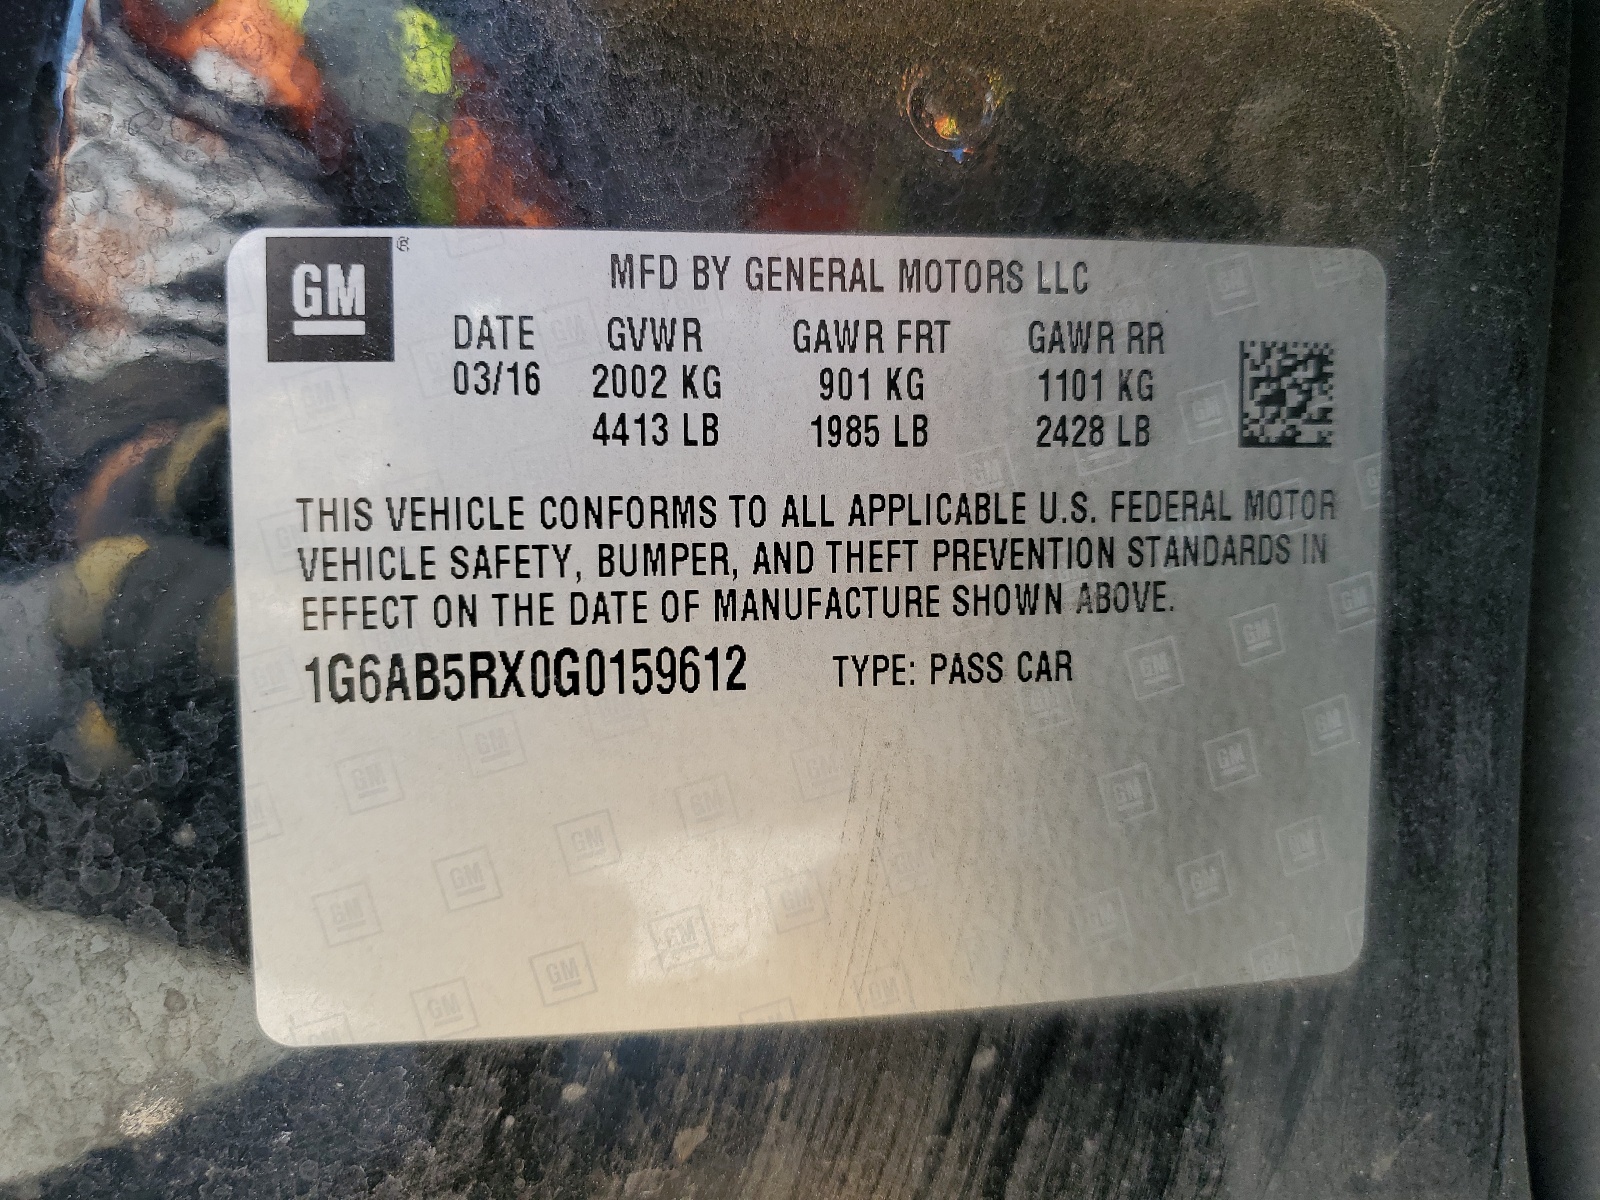 GM ®
MFD BY GENERAL MOTORS LLC
DATE GVWR GAWR FRT GAWR RR
03/16 2002 KG 901 KG 1101 KG
4413 LB 1985 LB 2428 LB
THIS VEHICLE CONFORMS TO ALL APPLICABLE U.S. FEDERAL MOTOR
VEHICLE SAFETY, BUMPER, AND THEFT PREVENTION STANDARDS IN
EFFECT ON THE DATE OF MANUFACTURE SHOWN ABOVE.
1G6AB5RX0G0159612 TYPE: PASS CAR